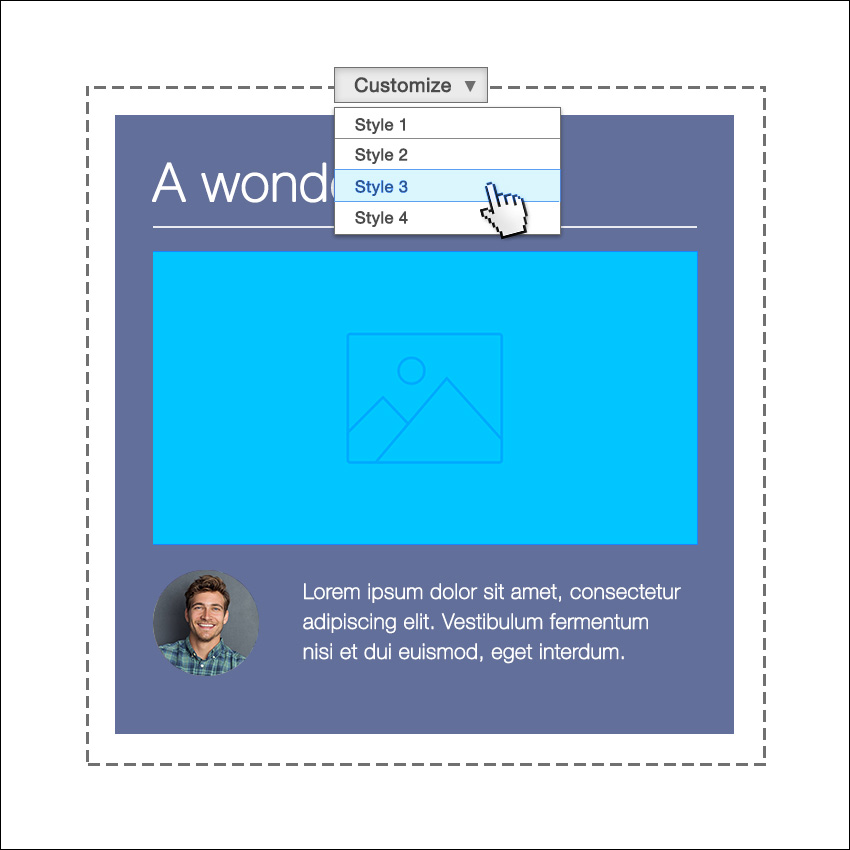 Customize ▼
Style 1
Style 2
Style 3
Style 4
A
Lorem ipsum dolor sit amet, consectetur
adipiscing elit. Vestibulum fermentum
nisi et dui euismod, eget interdum.